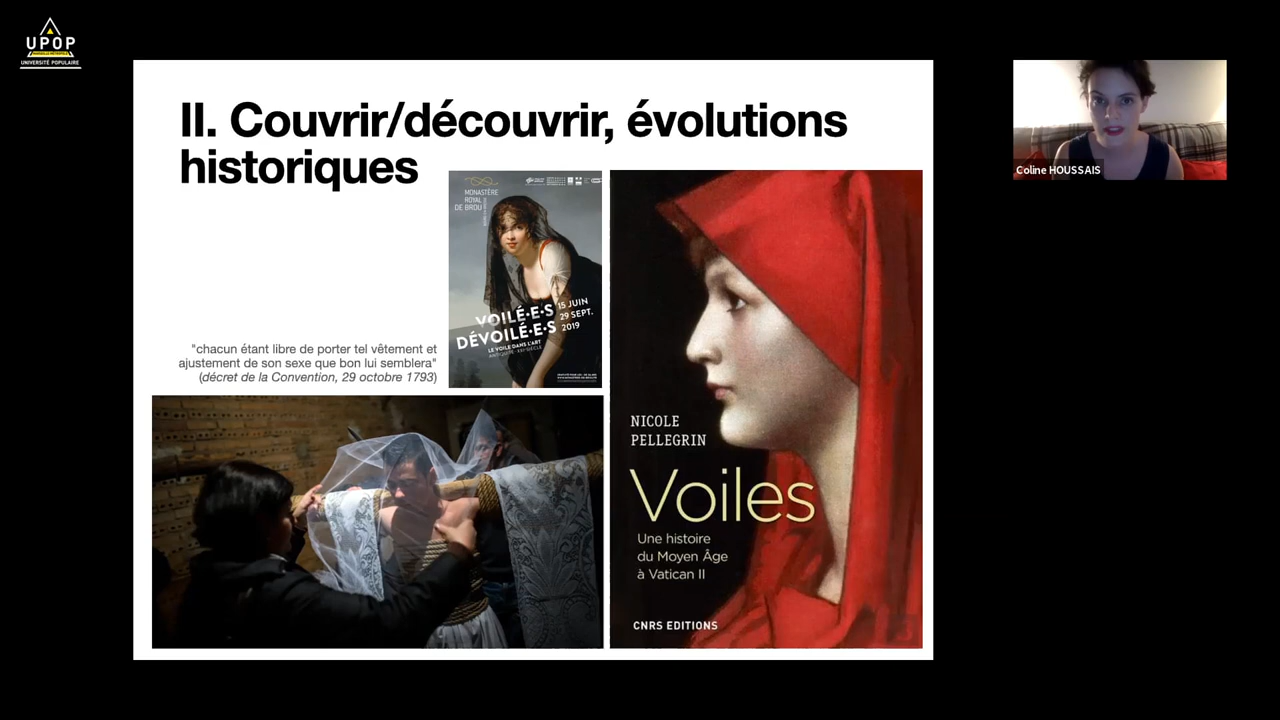 UPOP
UNIVERSITÉ POPULAIRE
Coline HOUSSAIS
II. Couvrir/découvrir, évolutions
historiques
MONASTÈRE
ROYAL
DE BROU
VOILÉ·E·S
DÉVOILÉ·E·S
15 JUIN
29 SEPT.
2019
LE VOILE DANS L'ART
"chacun étant libre de porter tel vêtement et
ajustement de son sexe que bon lui semblera"
(décret de la Convention, 29 octobre 1793)
NICOLE
PELLEGRIN
Voiles
Une histoire
du Moyen Âge
à Vatican II
CNRS EDITIONS